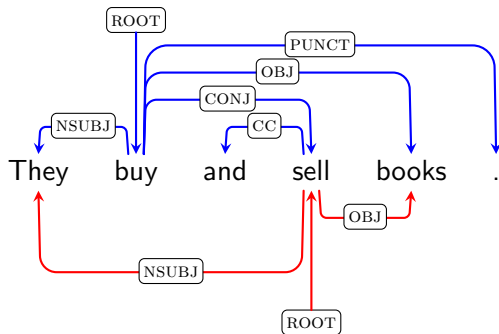 ROOT
PUNCT
OBJ
CONJ
NSUBJ CC
They buy and sell books .
OBJ
NSUBJ
ROOT